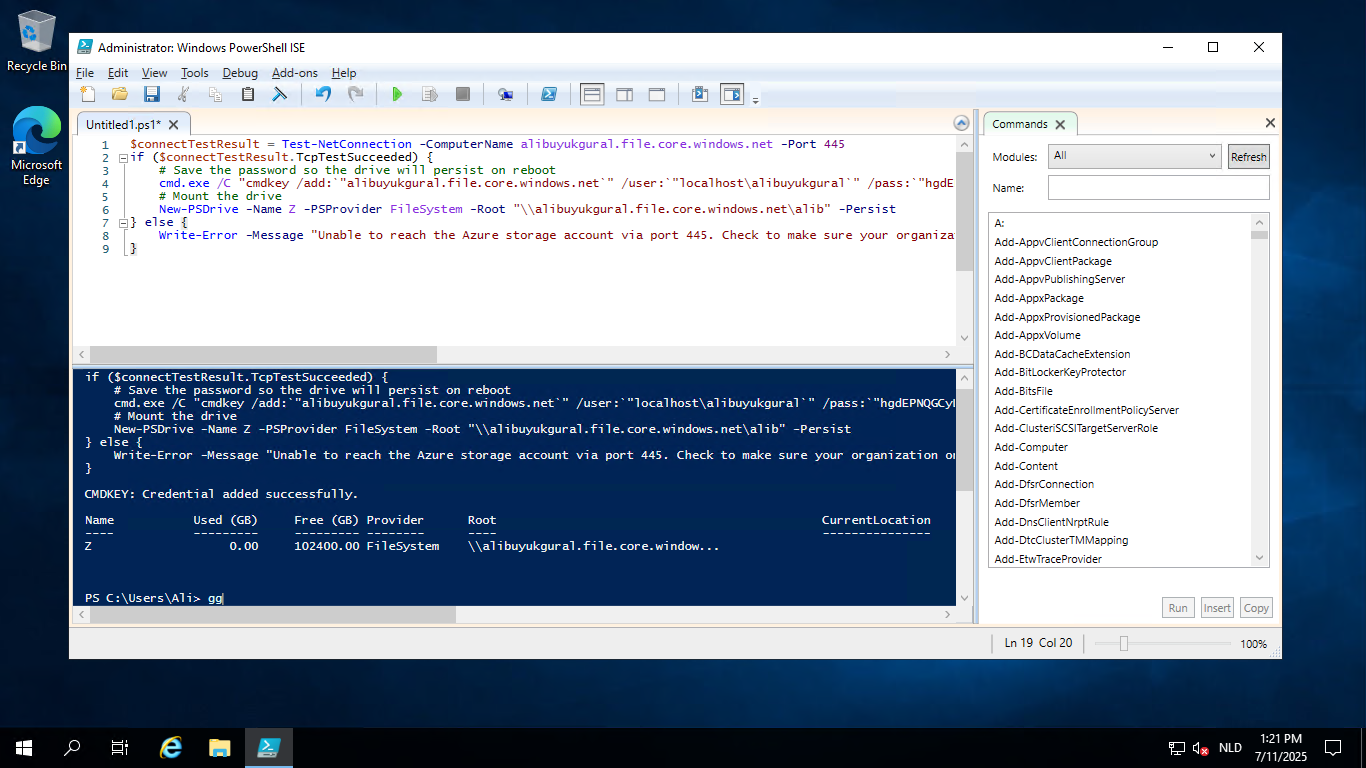 Recycle Bin
Microsoft
Edge
Administrator: Windows PowerShell ISE
File Edit View Tools Debug Add-ons Help
Untitled1.ps1*
1 $connectTestResult = Test-NetConnection -ComputerName alibuyukgural.file.core.windows.net -Port 445
2 if ($connectTestResult.TcpTestSucceeded) {
3 # Save the password so the drive will persist on reboot
4 cmd.exe /C "cmdkey /add:`"alibuyukgural.file.core.windows.net`" /user:`"localhost\alibuyukgural`" /pass:`"hgdE
5 # Mount the drive
6 New-PSDrive -Name Z -PSProvider FileSystem -Root "\\alibuyukgural.file.core.windows.net\alib" -Persist
7 } else {
8 Write-Error -Message "Unable to reach the Azure storage account via port 445. Check to make sure your organiza
9 }
if ($connectTestResult.TcpTestSucceeded) {
# Save the password so the drive will persist on reboot
cmd.exe /C "cmdkey /add:`"alibuyukgural.file.core.windows.net`" /user:`"localhost\alibuyukgural`" /pass:`"hgdEPNQGCy
# Mount the drive
New-PSDrive -Name Z -PSProvider FileSystem -Root "\\alibuyukgural.file.core.windows.net\alib" -Persist
} else {
Write-Error -Message "Unable to reach the Azure storage account via port 445. Check to make sure your organization o
}
CMDKEY: Credential added successfully.
Name Used (GB) Free (GB) Provider Root CurrentLocation
---- --------- --------- -------- ---- ---------------
Z 0.00 102400.00 FileSystem \\alibuyukgural.file.core.window...
PS C:\Users\Ali> gg
Commands
Modules: All Refresh
Name:
A:
Add-AppvClientConnectionGroup
Add-AppvClientPackage
Add-AppvPublishingServer
Add-AppxPackage
Add-AppxProvisionedPackage
Add-AppxVolume
Add-BCDataCacheExtension
Add-BitLockerKeyProtector
Add-BitsFile
Add-CertificateEnrollmentPolicyServer
Add-ClusteriSCSITargetServerRole
Add-Computer
Add-Content
Add-DfsrConnection
Add-DfsrMember
Add-DnsClientNrptRule
Add-DtcClusterTMMapping
Add-EtwTraceProvider
Run Insert Copy
Ln 19 Col 20 100%
NLD
1:21 PM
7/11/2025